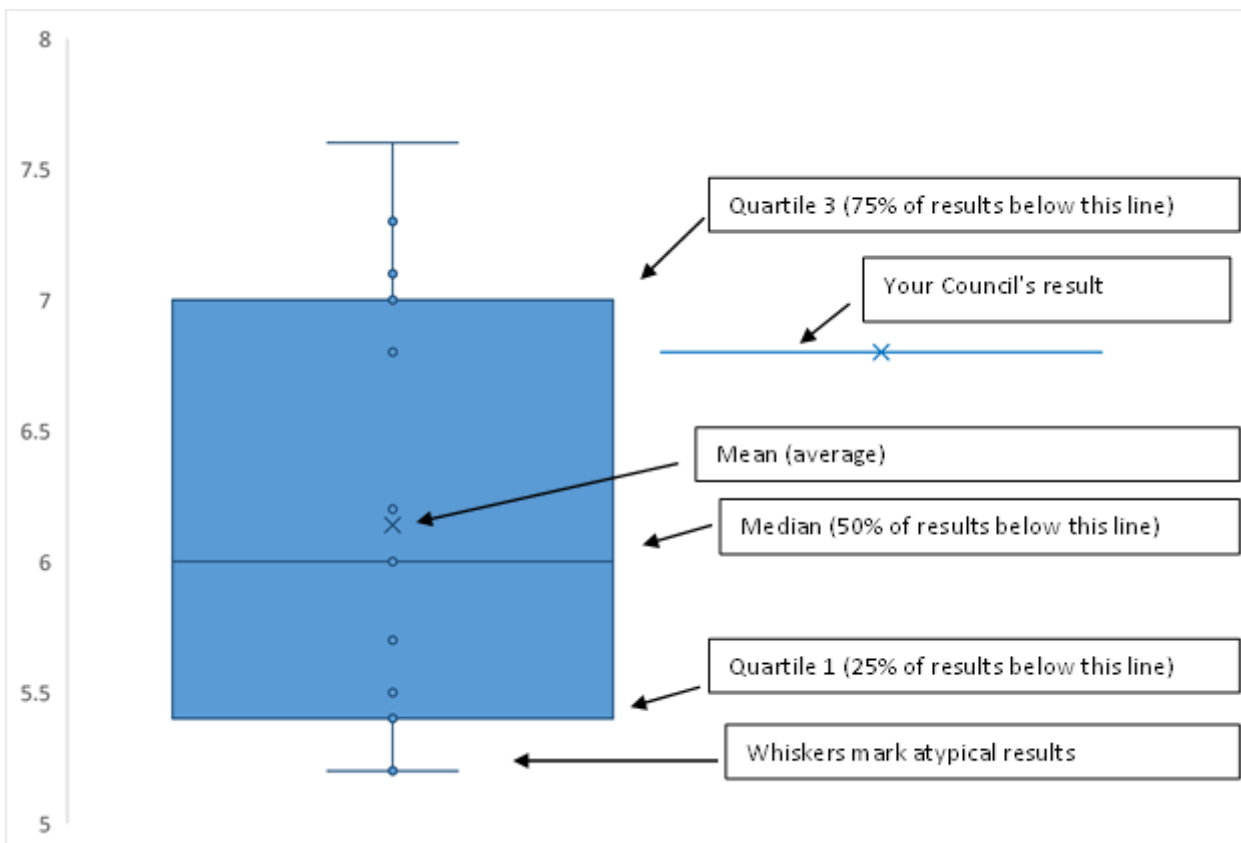 8
7.5
Quartile 3 (75% of results below this line)
Your Council's result
7
6.5
Mean (average)
Median (50% of results below this line)
6
Quartile 1 (25% of results below this line)
5.5
Whiskers mark atypical results
5